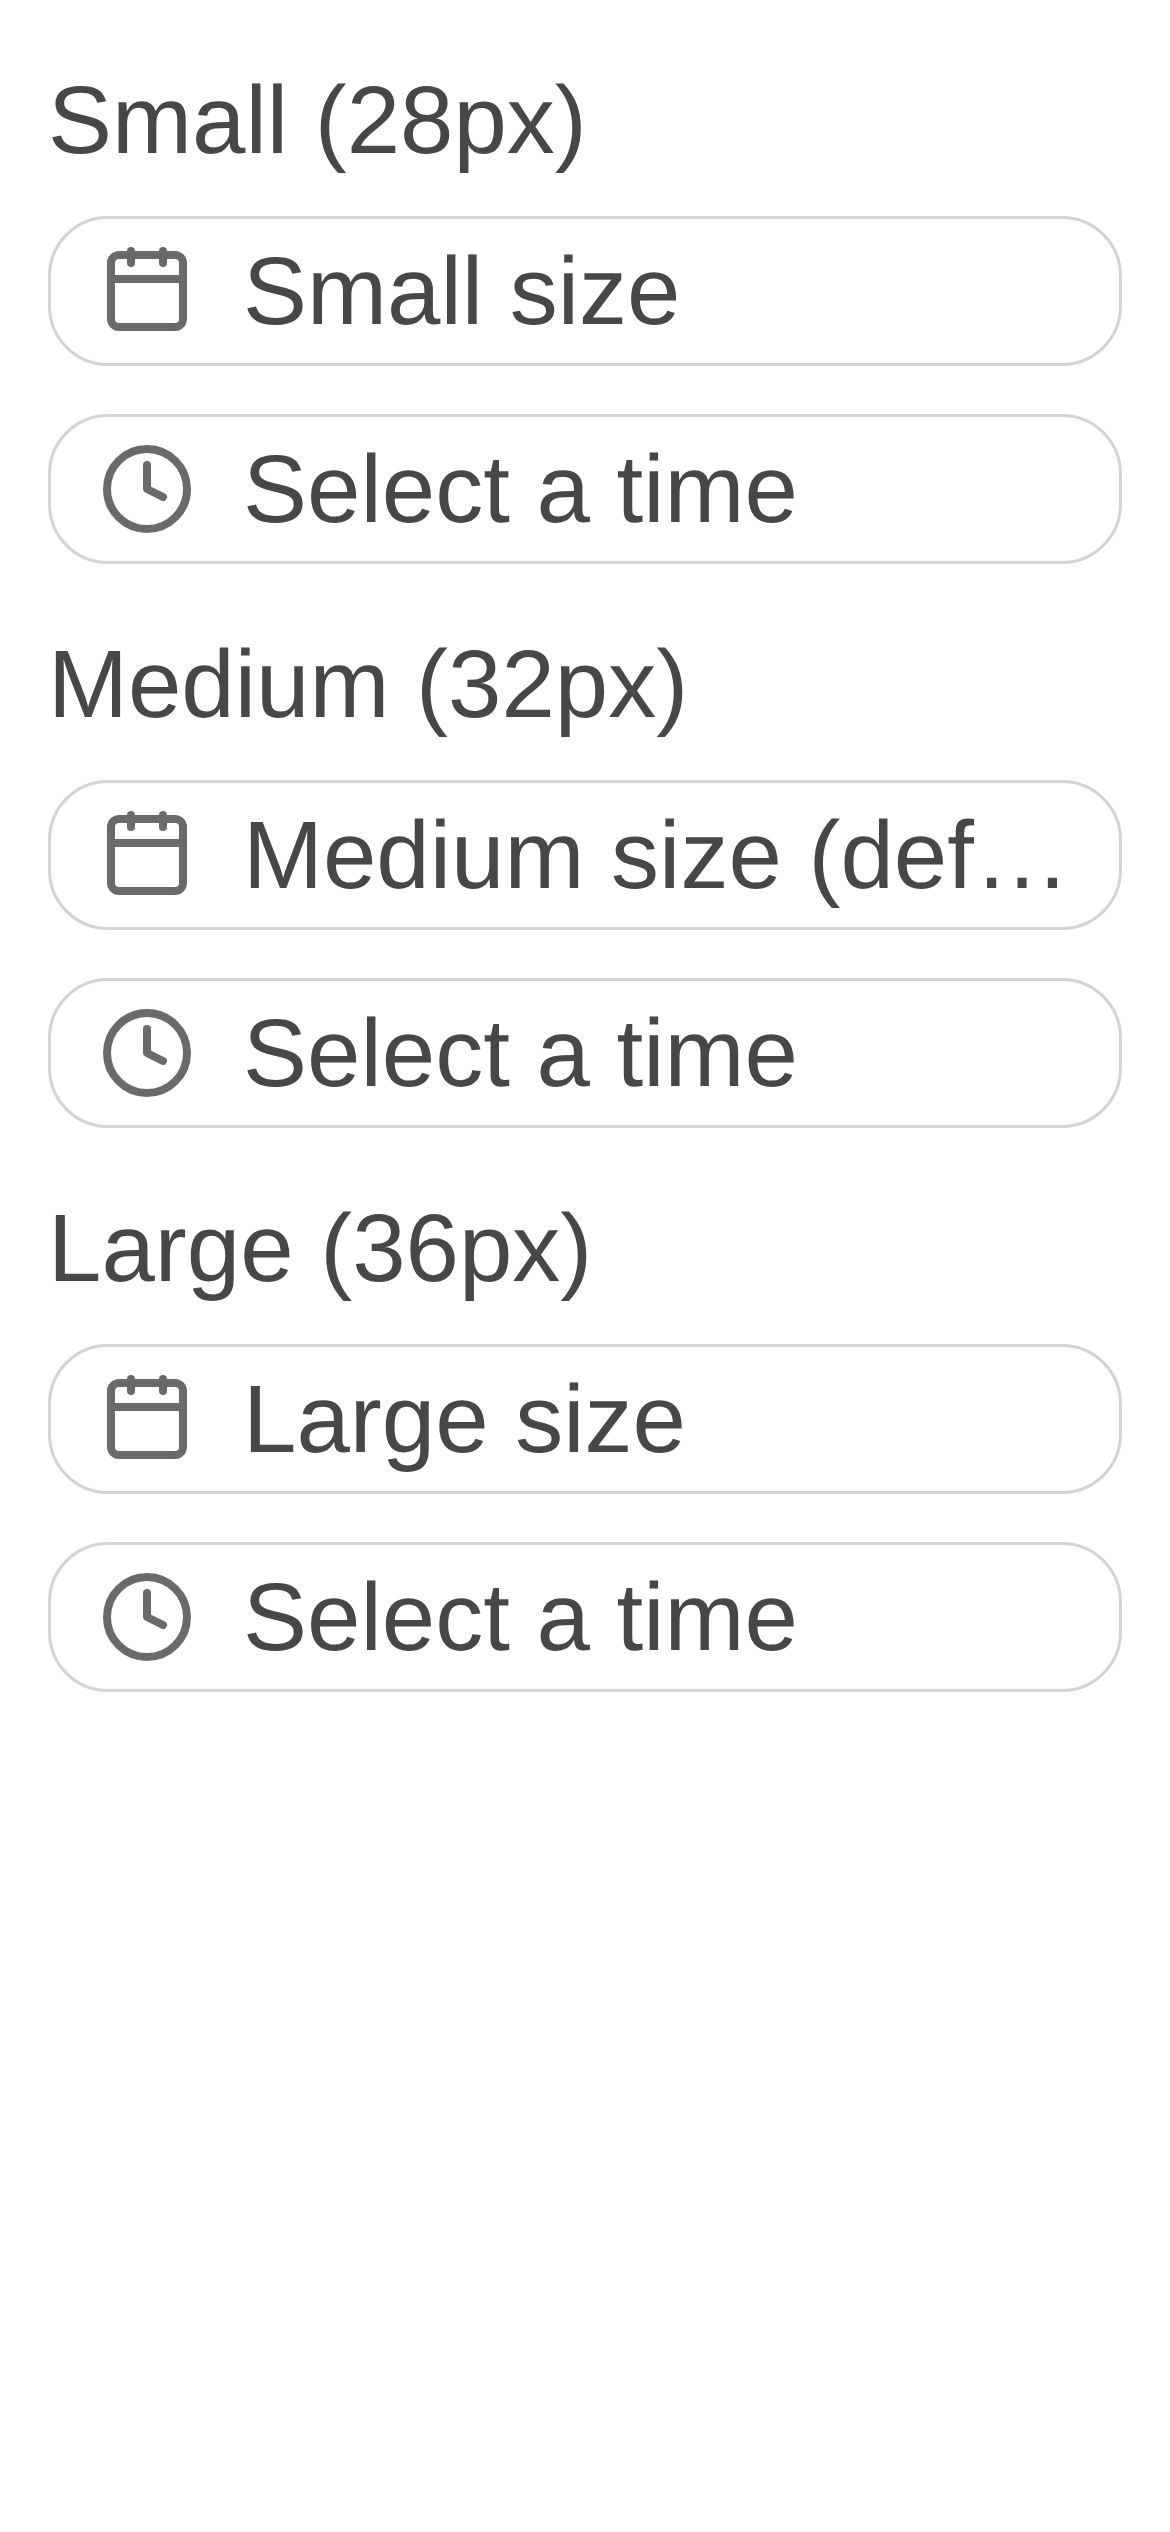 Small (28px)
Small size
Select a time
Medium (32px)
Medium size (def…
Select a time
Large (36px)
Large size
Select a time